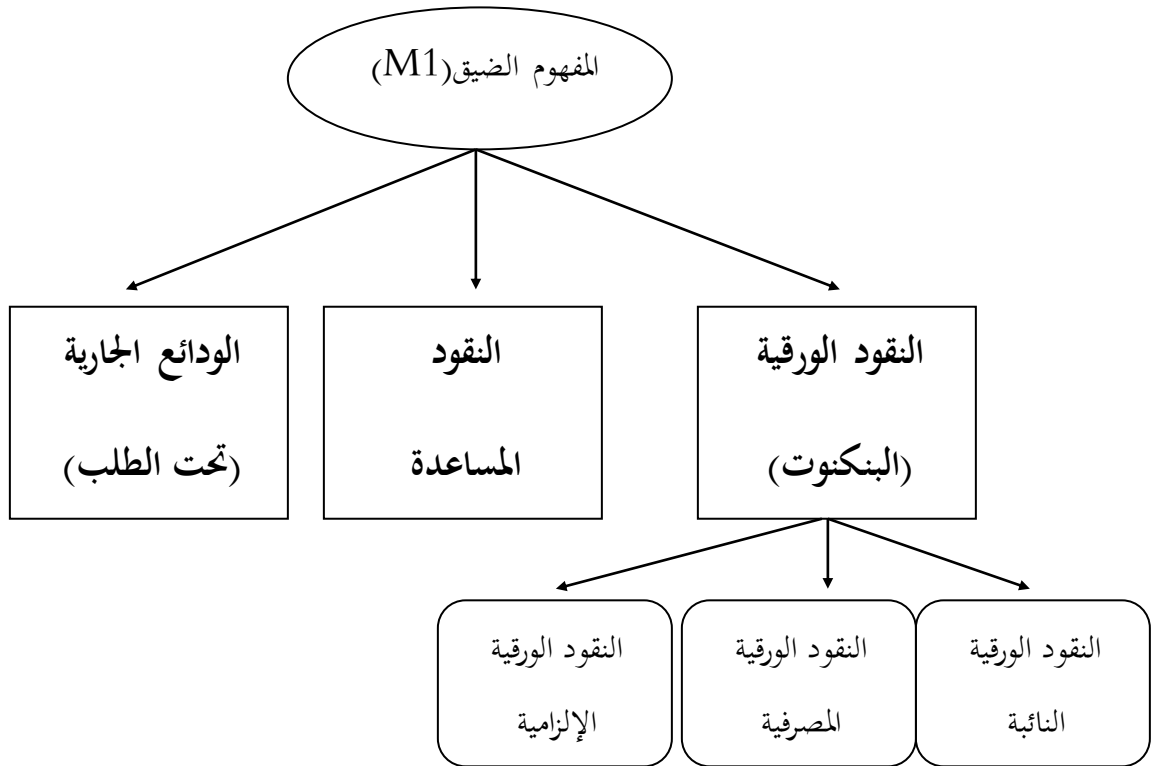 المفهوم الضيق(M1)
النقود الورقية
(البنكنوت)
النقود
المساعدة
الودائع الجارية
(تحت الطلب)
النقود الورقية
النائبة
النقود الورقية
المصرفية
النقود الورقية
الإلزامية